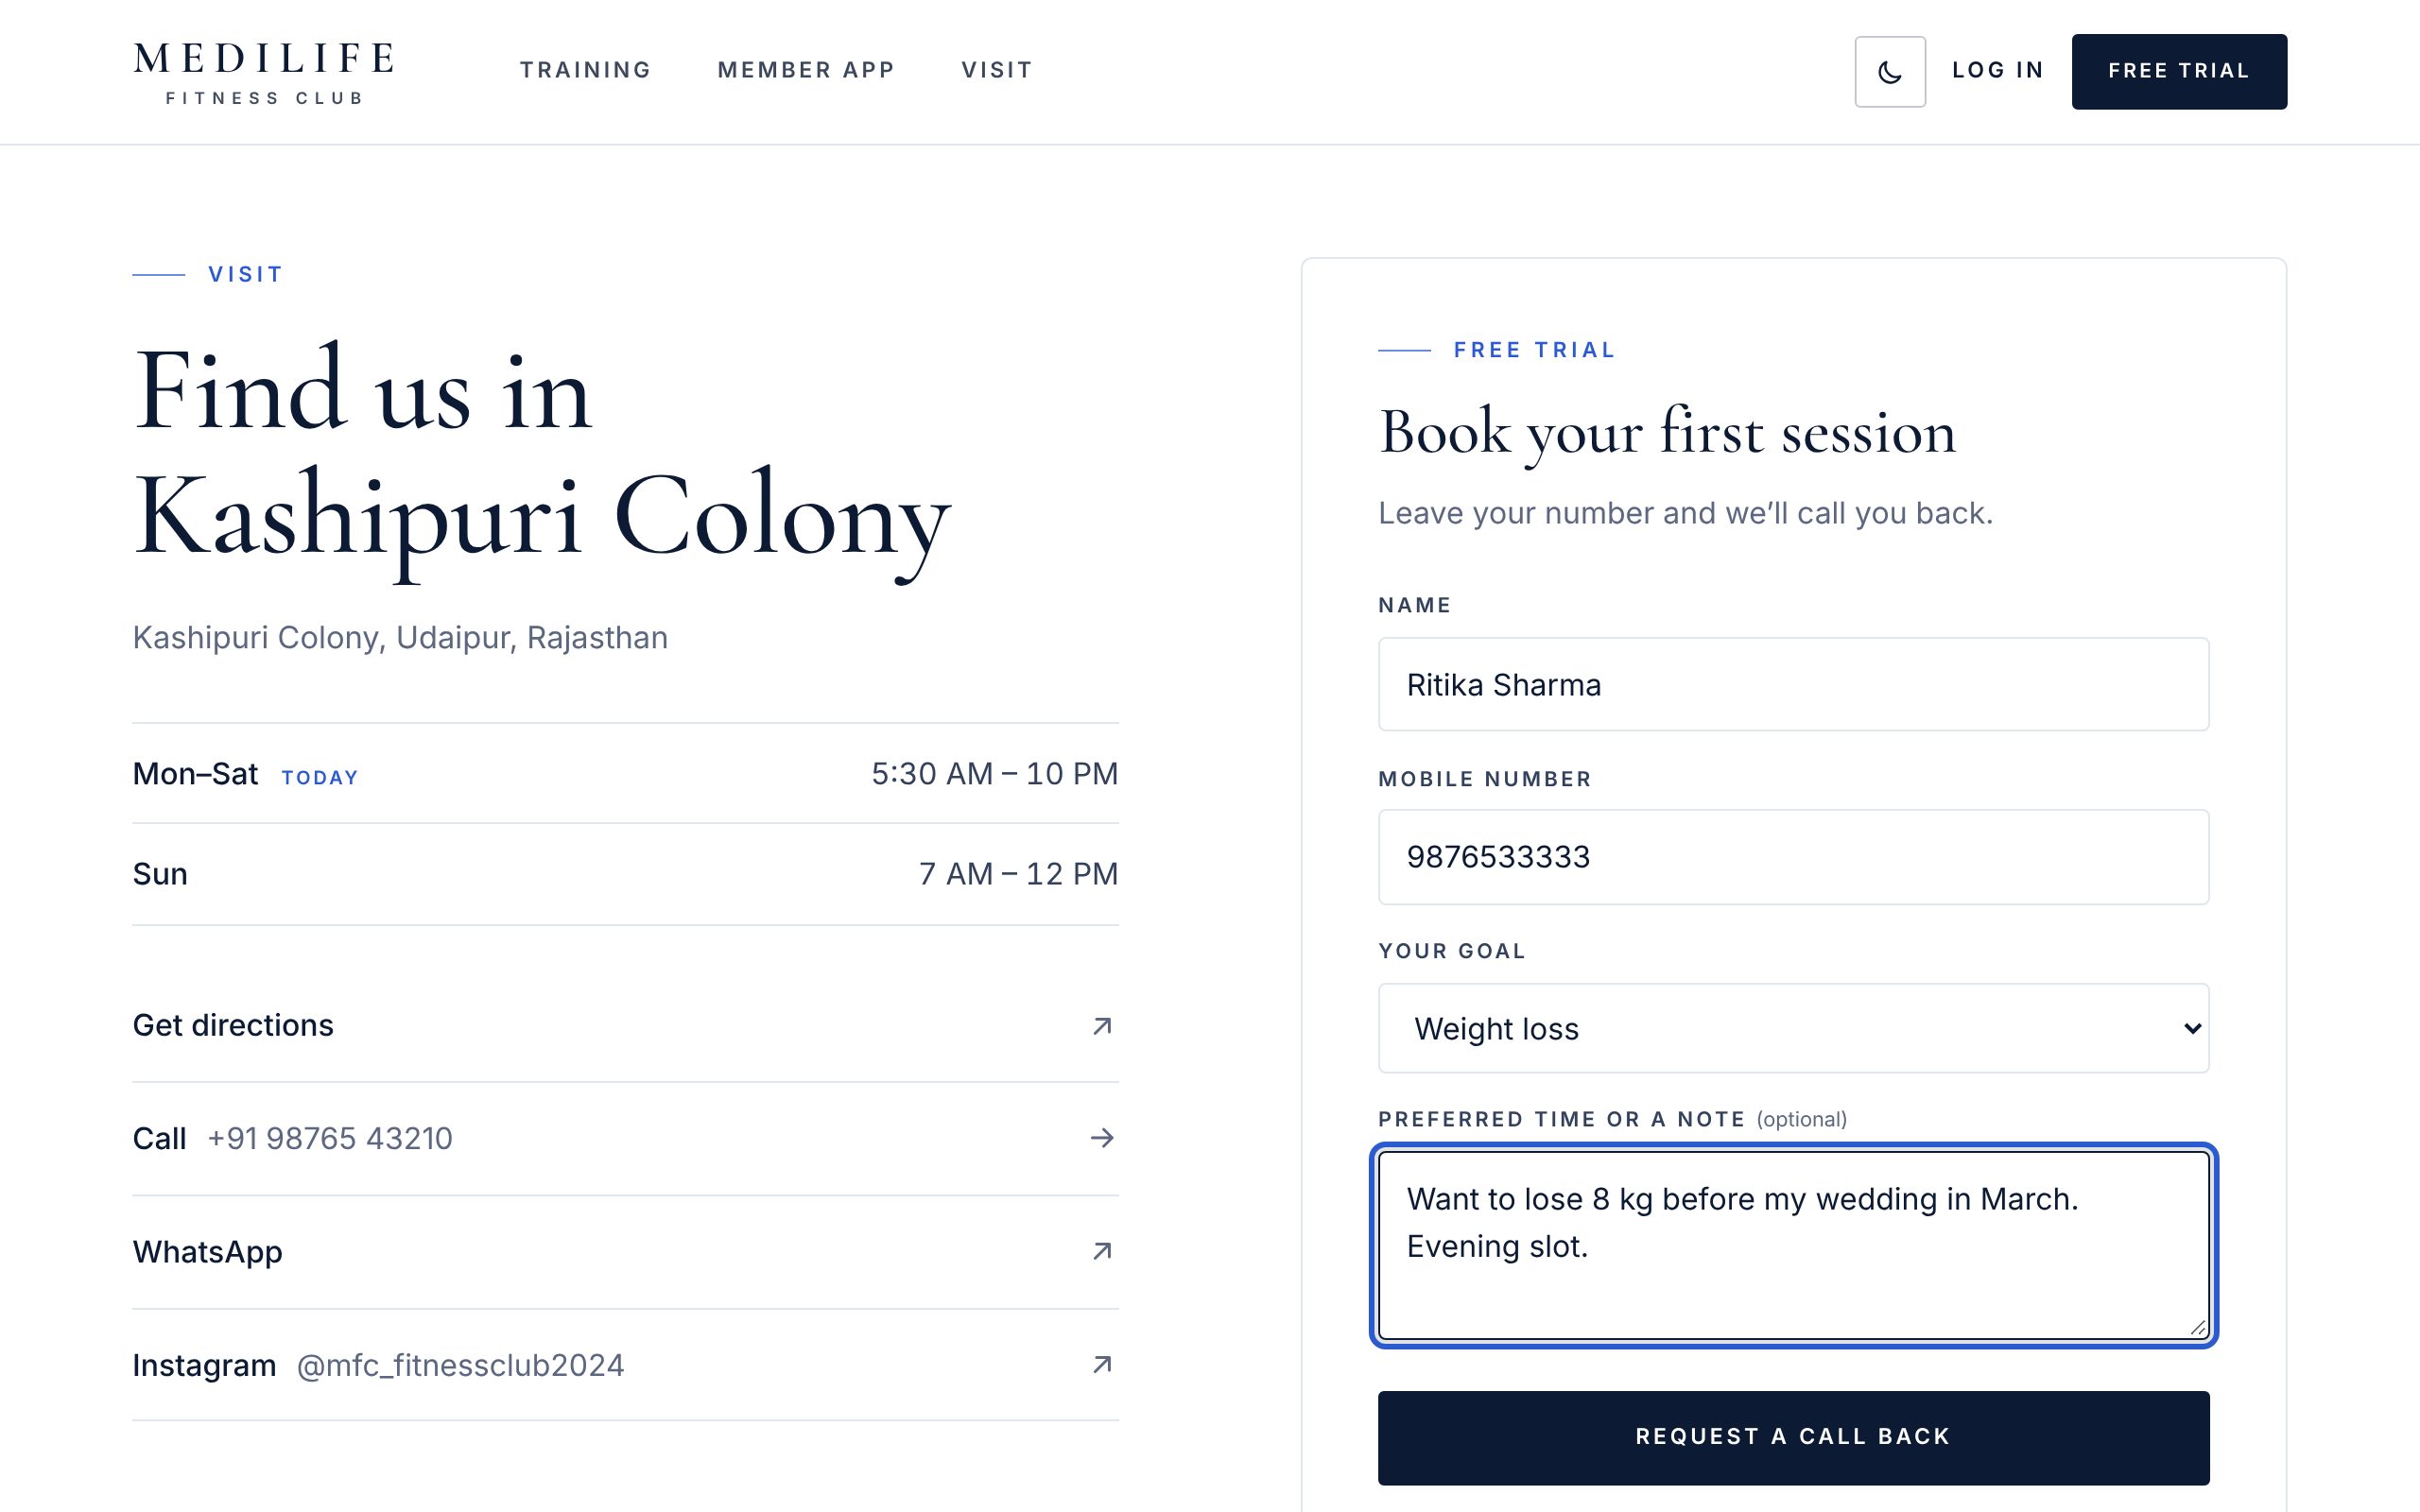 MEDILIFE
FITNESS CLUB
TRAINING
MEMBER APP
VISIT
LOG IN
FREE TRIAL
VISIT
Find us in
Kashipuri Colony
Kashipuri Colony, Udaipur, Rajasthan
Mon–Sat TODAY 5:30 AM – 10 PM
Sun 7 AM – 12 PM
Get directions
Call +91 98765 43210
WhatsApp
Instagram @mfc_fitnessclub2024
FREE TRIAL
Book your first session
Leave your number and we’ll call you back.
NAME
Ritika Sharma
MOBILE NUMBER
9876533333
YOUR GOAL
Weight loss
PREFERRED TIME OR A NOTE (optional)
Want to lose 8 kg before my wedding in March.
Evening slot.
REQUEST A CALL BACK